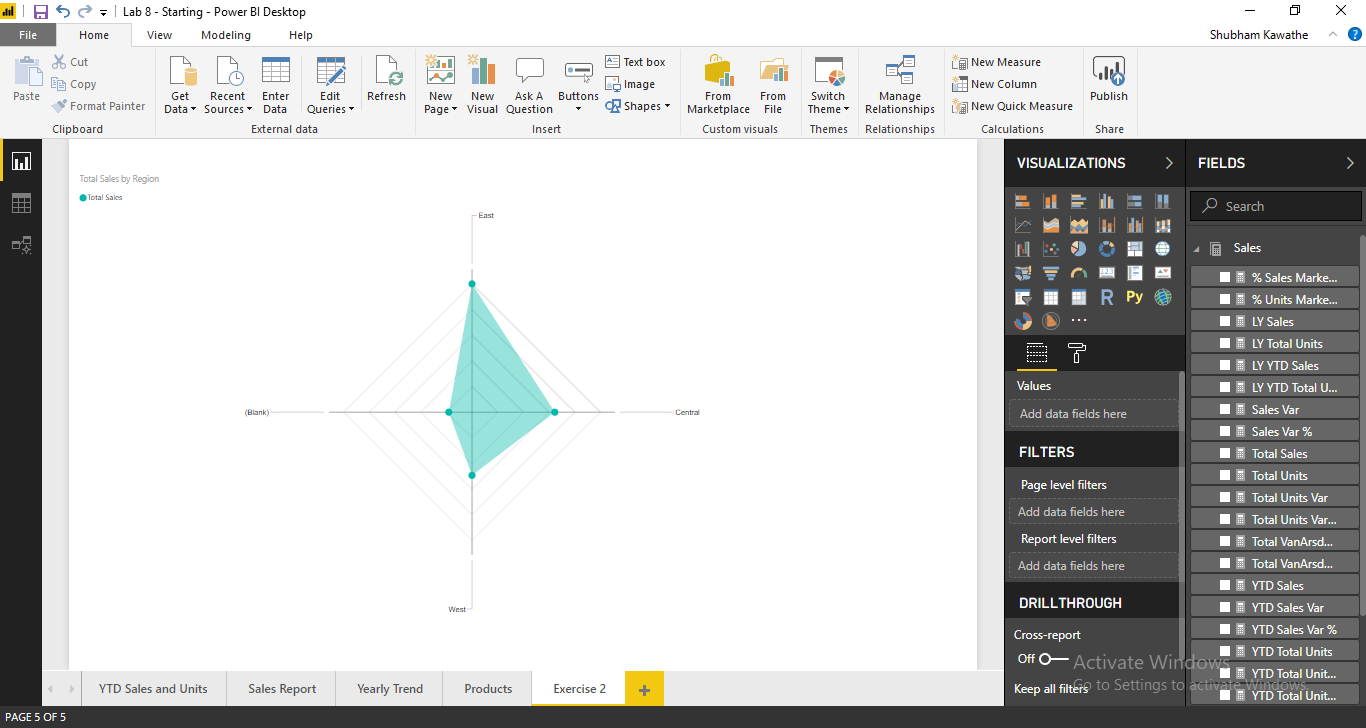 Lab 8 - Starting - Power BI Desktop
File Home View Modeling Help Shubham Kawathe ?
Paste Cut Copy Format Painter
Get Data Recent Sources Enter Data Edit Queries Refresh
New Page New Visual Ask A Question Buttons Text box Image Shapes
From Marketplace From File Switch Theme Manage Relationships
New Measure New Column New Quick Measure Publish
Clipboard External data Insert Custom visuals Themes Relationships Calculations Share
Total Sales by Region
Total Sales
East
(Blank) Central
West
VISUALIZATIONS
R Py
Values
Add data fields here
FILTERS
Page level filters
Add data fields here
Report level filters
Add data fields here
DRILLTHROUGH
Cross-report
Off
Keep all filters
FIELDS
Search
Sales
% Sales Marke...
% Units Marke...
LY Sales
LY Total Units
LY YTD Sales
LY YTD Total U...
Sales Var
Sales Var %
Total Sales
Total Units
Total Units Var
Total Units Var...
Total VanArsd...
Total VanArsd...
YTD Sales
YTD Sales Var
YTD Sales Var %
YTD Total Units
YTD Total Unit...
YTD Total Unit...
Activate Windows
Go to Settings to activate Windows.
YTD Sales and Units Sales Report Yearly Trend Products Exercise 2 +
PAGE 5 OF 5